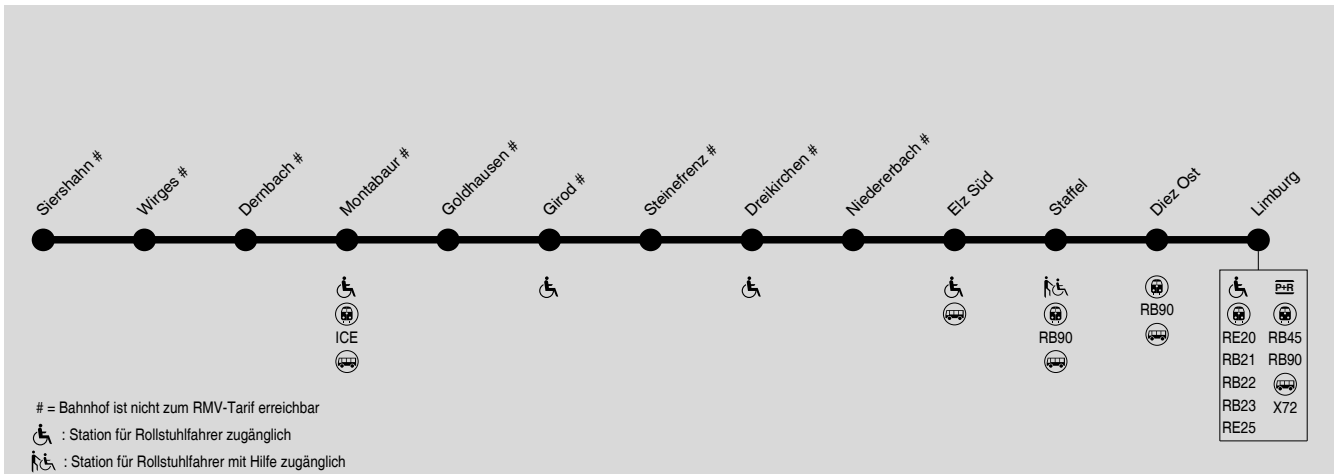 Siershahn #
Wirges #
Dernbach #
Montabaur #
Goldhausen #
Girod #
Steinefrenz #
Dreikirchen #
Niedererbach #
Elz Süd
Staffel
Diez Ost
Limburg
ICE
RB90
RB90
P+R
RE20 RB45
RB21 RB90
RB22
RB23 X72
RE25
# = Bahnhof ist nicht zum RMV-Tarif erreichbar
: Station für Rollstuhlfahrer zugänglich
: Station für Rollstuhlfahrer mit Hilfe zugänglich